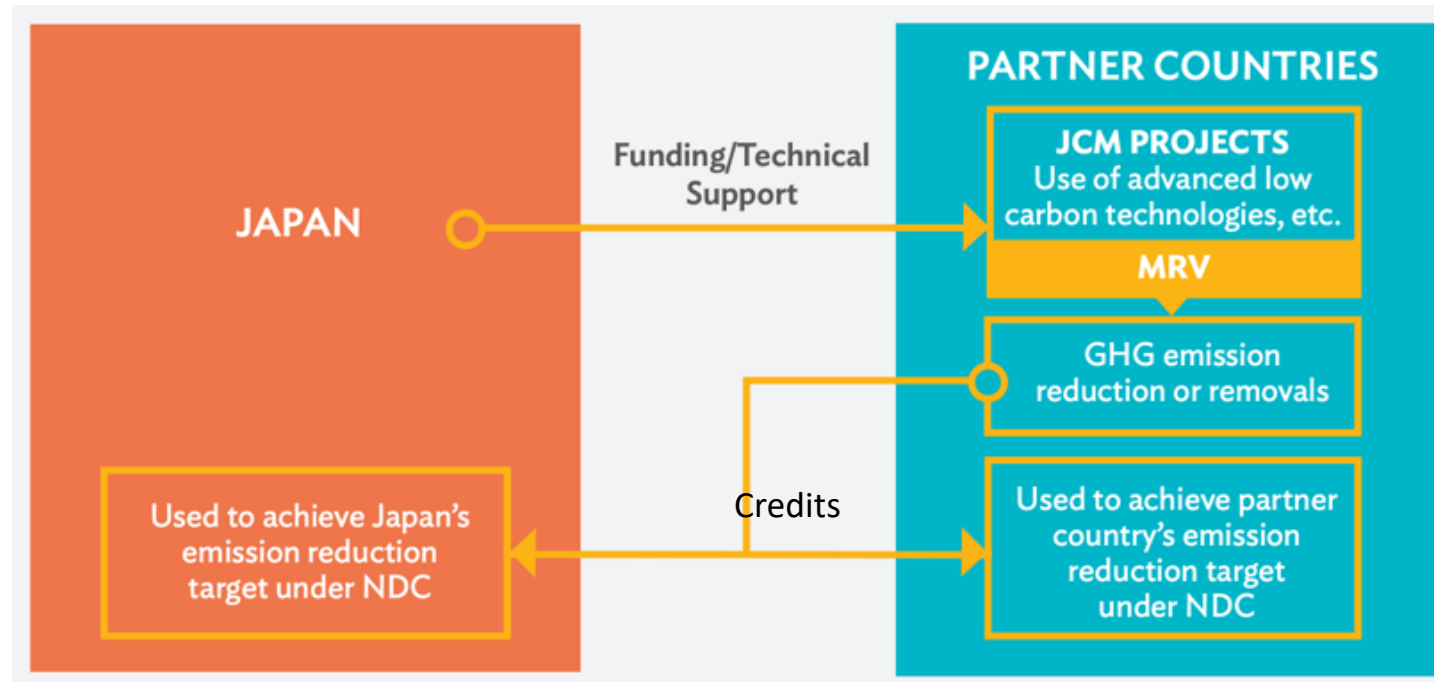 JAPAN
Funding/Technical
Support
PARTNER COUNTRIES
JCM PROJECTS
Use of advanced low
carbon technologies, etc.
MRV
GHG emission
reduction or removals
Credits
Used to achieve Japan’s
emission reduction
target under NDC
Used to achieve partner
country’s emission
reduction target
under NDC